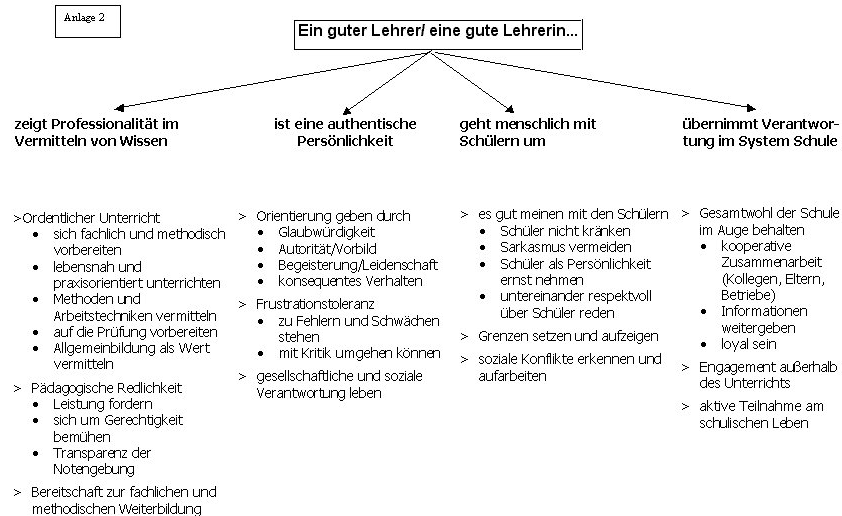 Anlage 2
Ein guter Lehrer/ eine gute Lehrerin...
zeigt Professionalität im
Vermitteln von Wissen
>Ordentlicher Unterricht
• sich fachlich und methodisch
vorbereiten
• lebensnah und
praxisorientiert unterrichten
• Methoden und
Arbeitstechniken vermitteln
• auf die Prüfung vorbereiten
• Allgemeinbildung als Wert
vermitteln
> Pädagogische Redlichkeit
• Leistung fordern
• sich um Gerechtigkeit
bemühen
• Transparenz der
Notengebung
> Bereitschaft zur fachlichen und
methodischen Weiterbildung
ist eine authentische
Persönlichkeit
> Orientierung geben durch
• Glaubwürdigkeit
• Autorität/Vorbild
• Begeisterung/Leidenschaft
• konsequentes Verhalten
> Frustrationstoleranz
• zu Fehlern und Schwächen
stehen
• mit Kritik umgehen können
> gesellschaftliche und soziale
Verantwortung leben
geht menschlich mit
Schülern um
> es gut meinen mit den Schülern
• Schüler nicht kränken
• Sarkasmus vermeiden
• Schüler als Persönlichkeit
ernst nehmen
• untereinander respektvoll
über Schüler reden
> Grenzen setzen und aufzeigen
> soziale Konflikte erkennen und
aufarbeiten
übernimmt Verantwor-
tung im System Schule
> Gesamtwohl der Schule
im Auge behalten
• kooperative
Zusammenarbeit
(Kollegen, Eltern,
Betriebe)
• Informationen
weitergeben
• loyal sein
> Engagement außerhalb
des Unterrichts
> aktive Teilnahme am
schulischen Leben